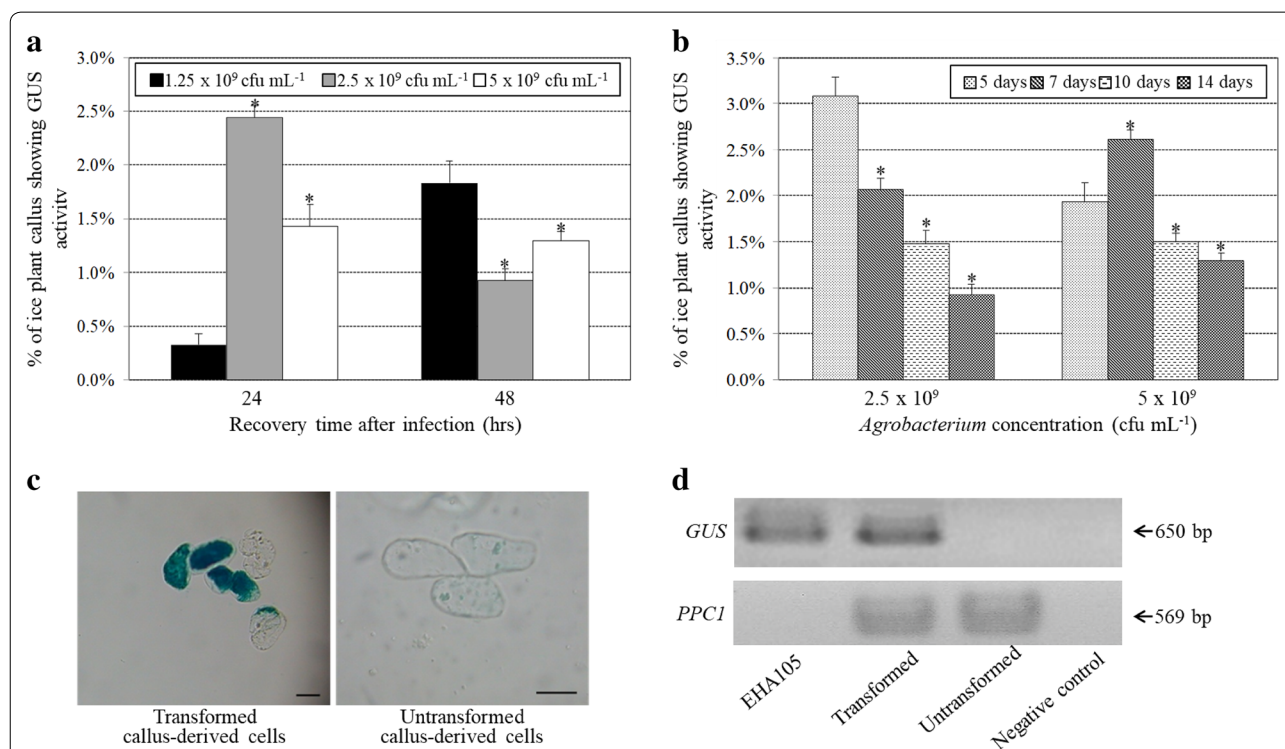 a
% of ice plant callus showing GUS
activity
3.0%
2.5%
2.0%
1.5%
1.0%
0.5%
0.0%
1.25 x 10⁹ cfu mL⁻¹ 2.5 x 10⁹ cfu mL⁻¹ 5 x 10⁹ cfu mL⁻¹
*
*
*
*
24 48
Recovery time after infection (hrs)
b
% of ice plant callus showing GUS
activity
3.5%
3.0%
2.5%
2.0%
1.5%
1.0%
0.5%
0.0%
5 days 7 days 10 days 14 days
*
*
*
*
*
*
2.5 x 10⁹ 5 x 10⁹
Agrobacterium concentration (cfu mL⁻¹)
c
Transformed
callus-derived cells
Untransformed
callus-derived cells
d
GUS ←650 bp
PPC1 ←569 bp
EHA105
Transformed
Untransformed
Negative control